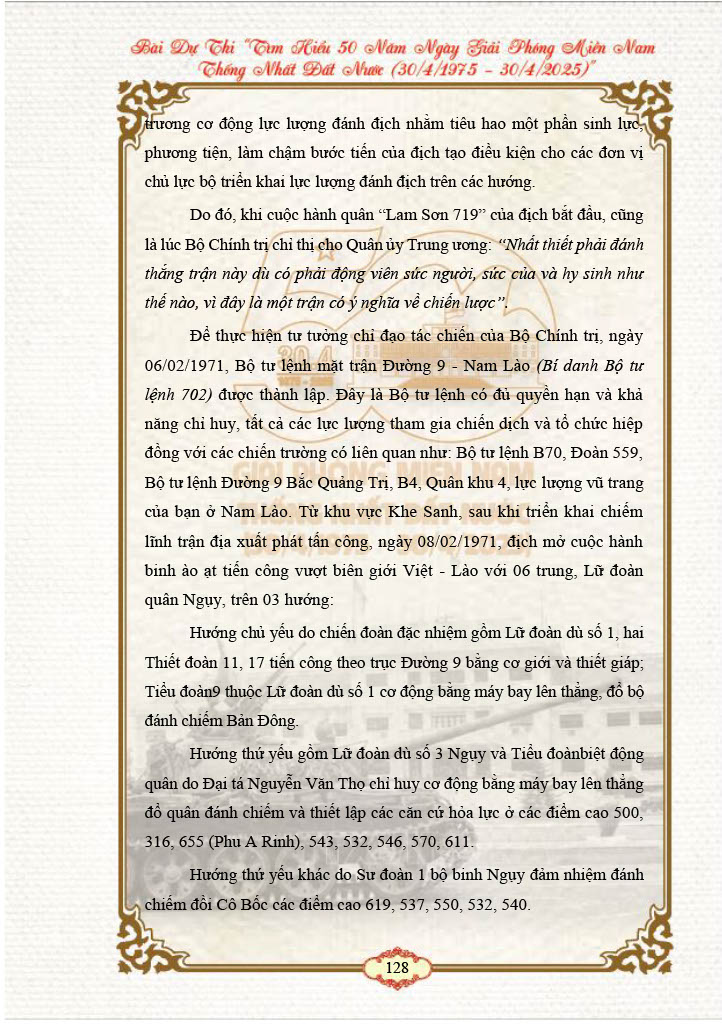 Bài Dự Thi “Tìm Hiểu 50 Năm Ngày Giải Phóng Miền Nam
Thống Nhất Đất Nước (30/4/1975 – 30/4/2025)”
trương cơ động lực lượng đánh địch nhằm tiêu hao một phần sinh lực,
phương tiện, làm chậm bước tiến của địch tạo điều kiện cho các đơn vị
chủ lực bộ triển khai lực lượng đánh địch trên các hướng.
Do đó, khi cuộc hành quân “Lam Sơn 719” của địch bắt đầu, cũng
là lúc Bộ Chính trị chỉ thị cho Quân ủy Trung ương: “Nhất thiết phải đánh
thắng trận này dù có phải động viên sức người, sức của và hy sinh như
thế nào, vì đây là một trận có ý nghĩa về chiến lược”.
Để thực hiện tư tưởng chỉ đạo tác chiến của Bộ Chính trị, ngày
06/02/1971, Bộ tư lệnh mặt trận Đường 9 - Nam Lào (Bí danh Bộ tư
lệnh 702) được thành lập. Đây là Bộ tư lệnh có đủ quyền hạn và khả
năng chỉ huy, tất cả các lực lượng tham gia chiến dịch và tổ chức hiệp
đồng với các chiến trường có liên quan như: Bộ tư lệnh B70, Đoàn 559,
Bộ tư lệnh Đường 9 Bắc Quảng Trị, B4, Quân khu 4, lực lượng vũ trang
của bạn ở Nam Lào. Từ khu vực Khe Sanh, sau khi triển khai chiếm
lĩnh trận địa xuất phát tấn công, ngày 08/02/1971, địch mở cuộc hành
binh ào ạt tiến công vượt biên giới Việt - Lào với 06 trung, Lữ đoàn
quân Ngụy, trên 03 hướng:
Hướng chủ yếu do chiến đoàn đặc nhiệm gồm Lữ đoàn dù số 1, hai
Thiết đoàn 11, 17 tiến công theo trục Đường 9 bằng cơ giới và thiết giáp;
Tiểu đoàn9 thuộc Lữ đoàn dù số 1 cơ động bằng máy bay lên thẳng, đổ bộ
đánh chiếm Bản Đông.
Hướng thứ yếu gồm Lữ đoàn dù số 3 Ngụy và Tiểu đoànbiệt động
quân do Đại tá Nguyễn Văn Thọ chỉ huy cơ động bằng máy bay lên thẳng
đổ quân đánh chiếm và thiết lập các căn cứ hỏa lực ở các điểm cao 500,
316, 655 (Phu A Rinh), 543, 532, 546, 570, 611.
Hướng thứ yếu khác do Sư đoàn 1 bộ binh Ngụy đảm nhiệm đánh
chiếm đồi Cô Bốc các điểm cao 619, 537, 550, 532, 540.
50
30.4
GIẢI PHÓNG MIỀN NAM
THỐNG NHẤT ĐẤT NƯỚC
(30/4/1975 - 30/4/2025)
128